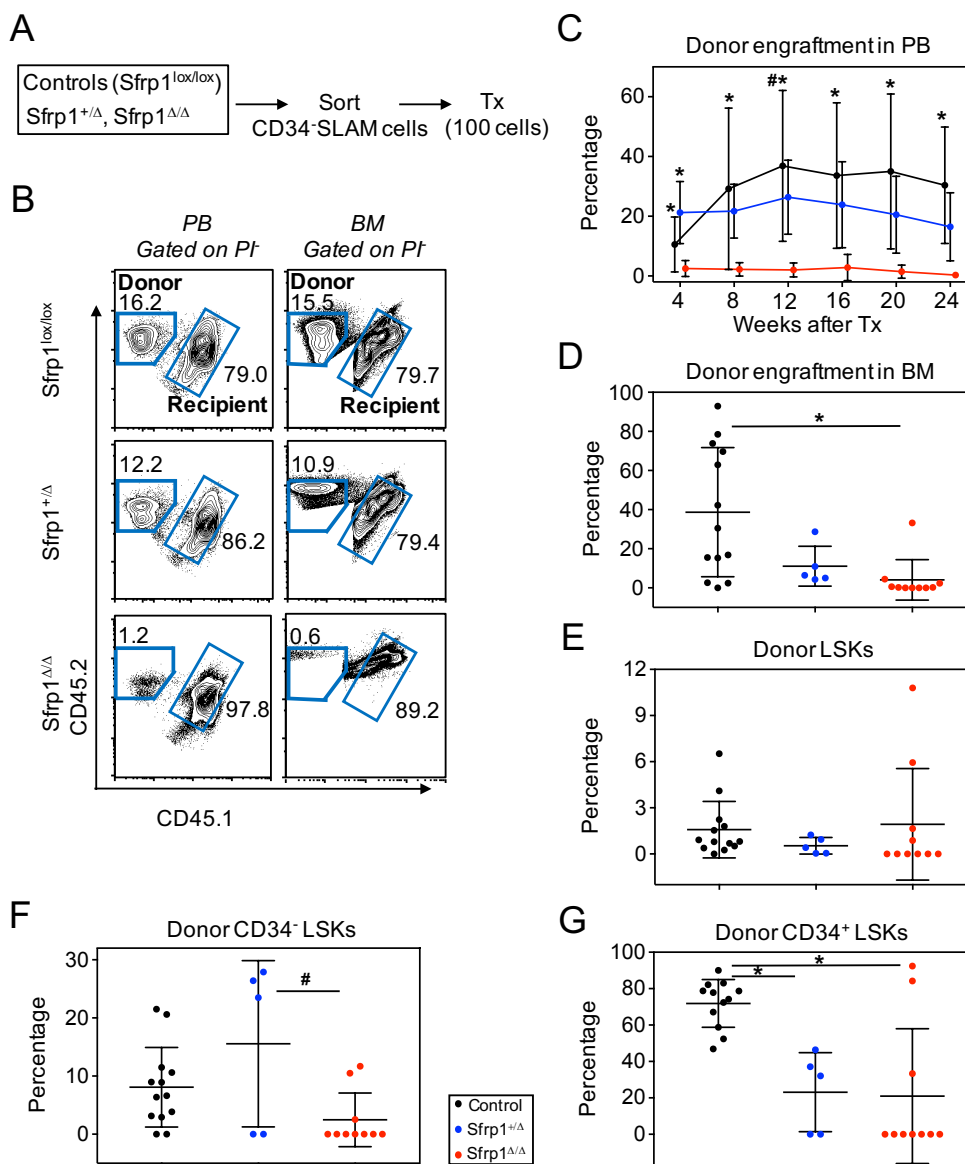 A
Controls (Sfrp1lox/lox)
Sfrp1+/Δ, Sfrp1Δ/Δ
Sort
CD34-SLAM cells
Tx
(100 cells)
B
PB
Gated on PI-
BM
Gated on PI-
Sfrp1lox/lox
Donor
16.2
79.0
Recipient
15.5
79.7
Recipient
Sfrp1+/Δ
12.2
86.2
10.9
79.4
Sfrp1Δ/Δ
CD45.2
1.2
97.8
0.6
89.2
CD45.1
C
Donor engraftment in PB
Percentage
60
40
20
0
*
*
*
#*
*
*
*
4 8 12 16 20 24
Weeks after Tx
D
Donor engraftment in BM
Percentage
100
80
60
40
20
0
*
E
Donor LSKs
Percentage
12
9
6
3
0
F
Donor CD34- LSKs
Percentage
30
20
10
0
#
Control
Sfrp1+/Δ
Sfrp1Δ/Δ
G
Donor CD34+ LSKs
Percentage
100
80
60
40
20
0
*
*